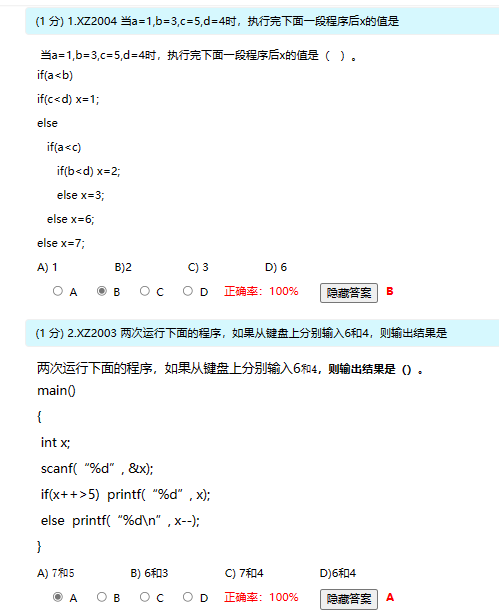 (1 分) 1.XZ2004 当a=1,b=3,c=5,d=4时，执行完下面一段程序后x的值是
当a=1,b=3,c=5,d=4时，执行完下面一段程序后x的值是（ ）。
if(a<b)
if(c<d) x=1;
else
if(a<c)
if(b<d) x=2;
else x=3;
else x=6;
else x=7;
A) 1 B)2 C) 3 D) 6
A B C D 正确率：100% 隐藏答案 B
(1 分) 2.XZ2003 两次运行下面的程序，如果从键盘上分别输入6和4，则输出结果是
两次运行下面的程序，如果从键盘上分别输入6和4，则输出结果是（）。
main()
{
int x;
scanf(“%d”, &x);
if(x++>5) printf(“%d”, x);
else printf(“%d\n”, x--);
}
A) 7和5 B) 6和3 C) 7和4 D)6和4
A B C D 正确率：100% 隐藏答案 A